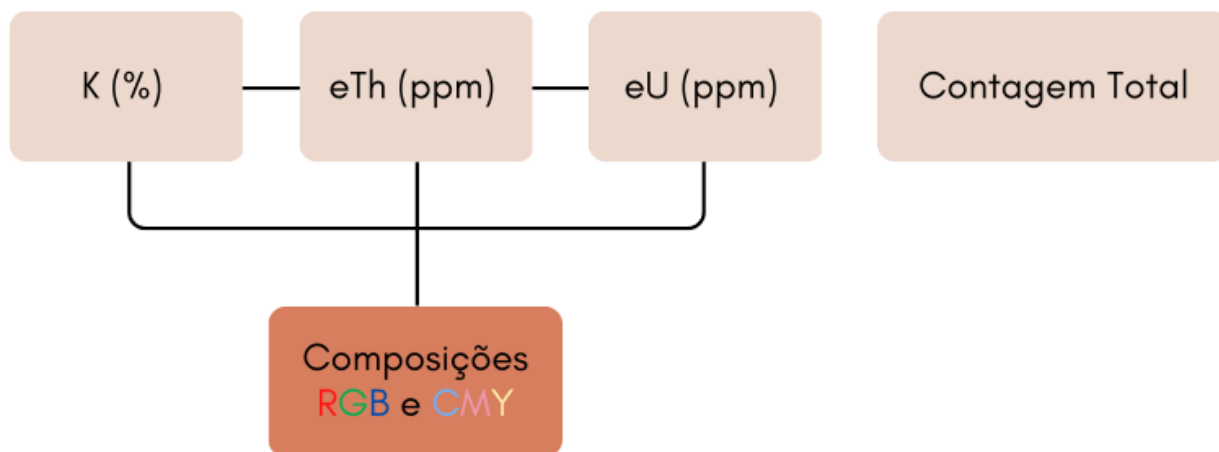 K (%)
eTh (ppm)
eU (ppm)
Contagem Total
Composições
RGB e CMY